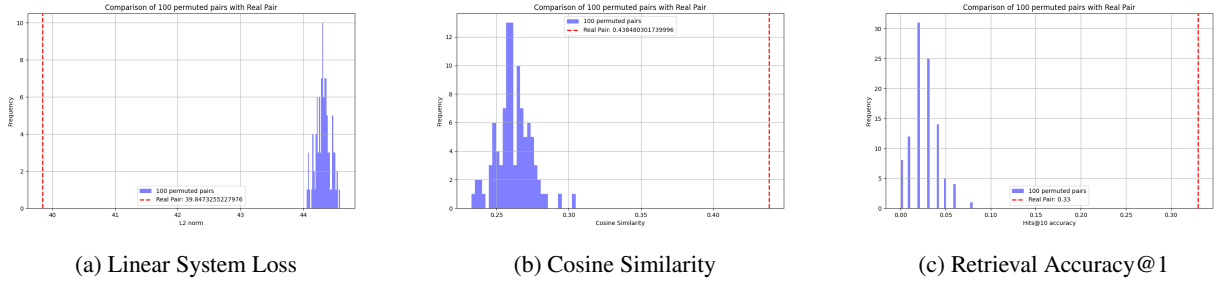 Comparison of 100 permuted pairs with Real Pair
10
8
6
4
2
0
Frequency
100 permuted pairs
Real Pair: 39.8473255227976
40 41 42 43 44
L2 norm
(a) Linear System Loss
Comparison of 100 permuted pairs with Real Pair
12
10
8
6
4
2
0
Frequency
100 permuted pairs
Real Pair: 0.438480301739996
0.25 0.30 0.35 0.40
Cosine Similarity
(b) Cosine Similarity
Comparison of 100 permuted pairs with Real Pair
30
25
20
15
10
5
0
Frequency
100 permuted pairs
Real Pair: 0.33
0.00 0.05 0.10 0.15 0.20 0.25 0.30
Hits@10 accuracy
(c) Retrieval Accuracy@1